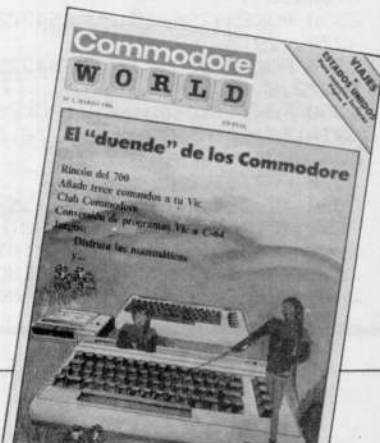 Commodore
WORLD
VIAJES
A
ESTADOS UNIDOS
El "duende" de los Commodore
Rincón del 700
Añade trece comandos a tu Vic
Club Commodore
Conversión de programas Vic a C-64
Juegos:
Disfruta las matemáticas
y...